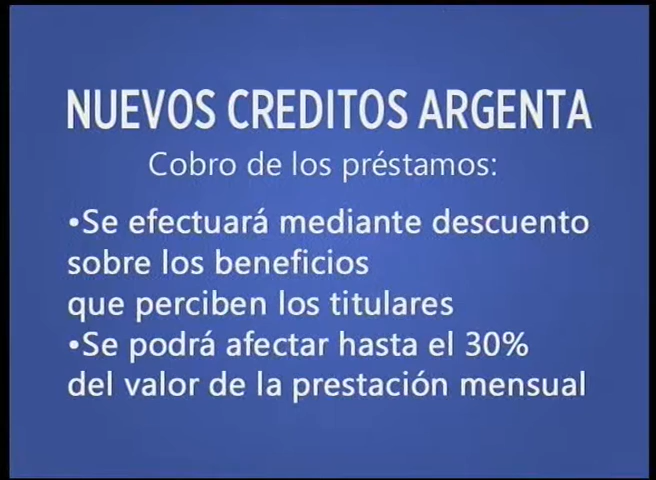 NUEVOS CREDITOS ARGENTA
Cobro de los préstamos:
•Se efectuará mediante descuento
sobre los beneficios
que perciben los titulares
•Se podrá afectar hasta el 30%
del valor de la prestación mensual